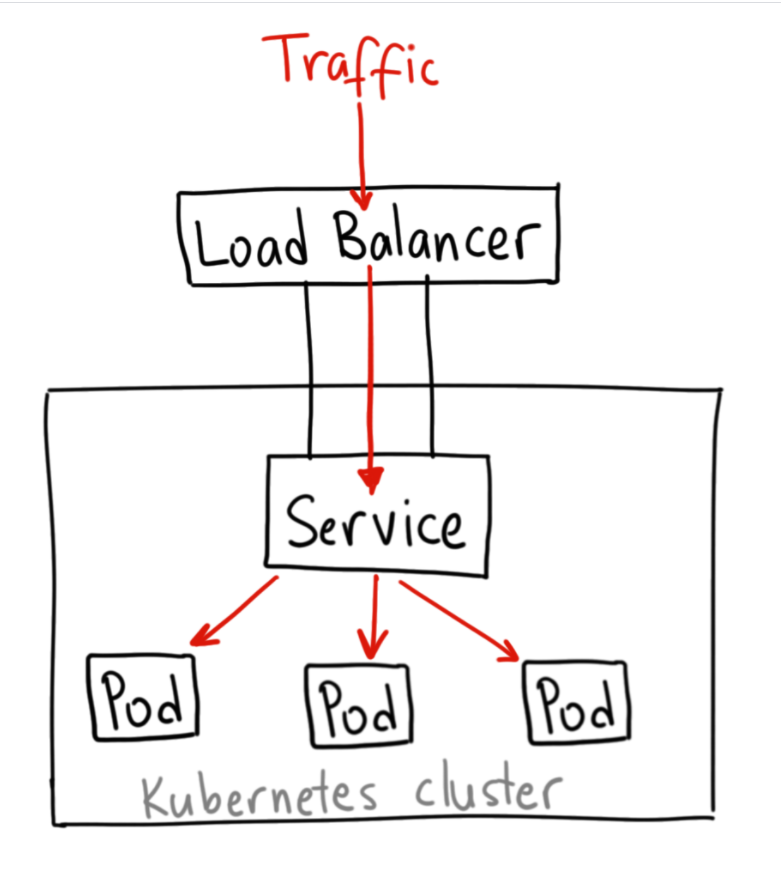 Traffic
Load Balancer
Service
Pod
Pod
Pod
Kubernetes cluster